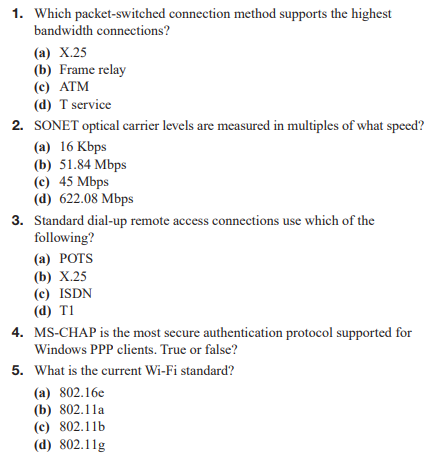 1. Which packet-switched connection method supports the highest
bandwidth connections?
(a) X.25
(b) Frame relay
(c) ATM
(d) T service
2. SONET optical carrier levels are measured in multiples of what speed?
(a) 16 Kbps
(b) 51.84 Mbps
(c) 45 Mbps
(d) 622.08 Mbps
3. Standard dial-up remote access connections use which of the
following?
(a) POTS
(b) X.25
(c) ISDN
(d) T1
4. MS-CHAP is the most secure authentication protocol supported for
Windows PPP clients. True or false?
5. What is the current Wi-Fi standard?
(a) 802.16e
(b) 802.11a
(c) 802.11b
(d) 802.11g